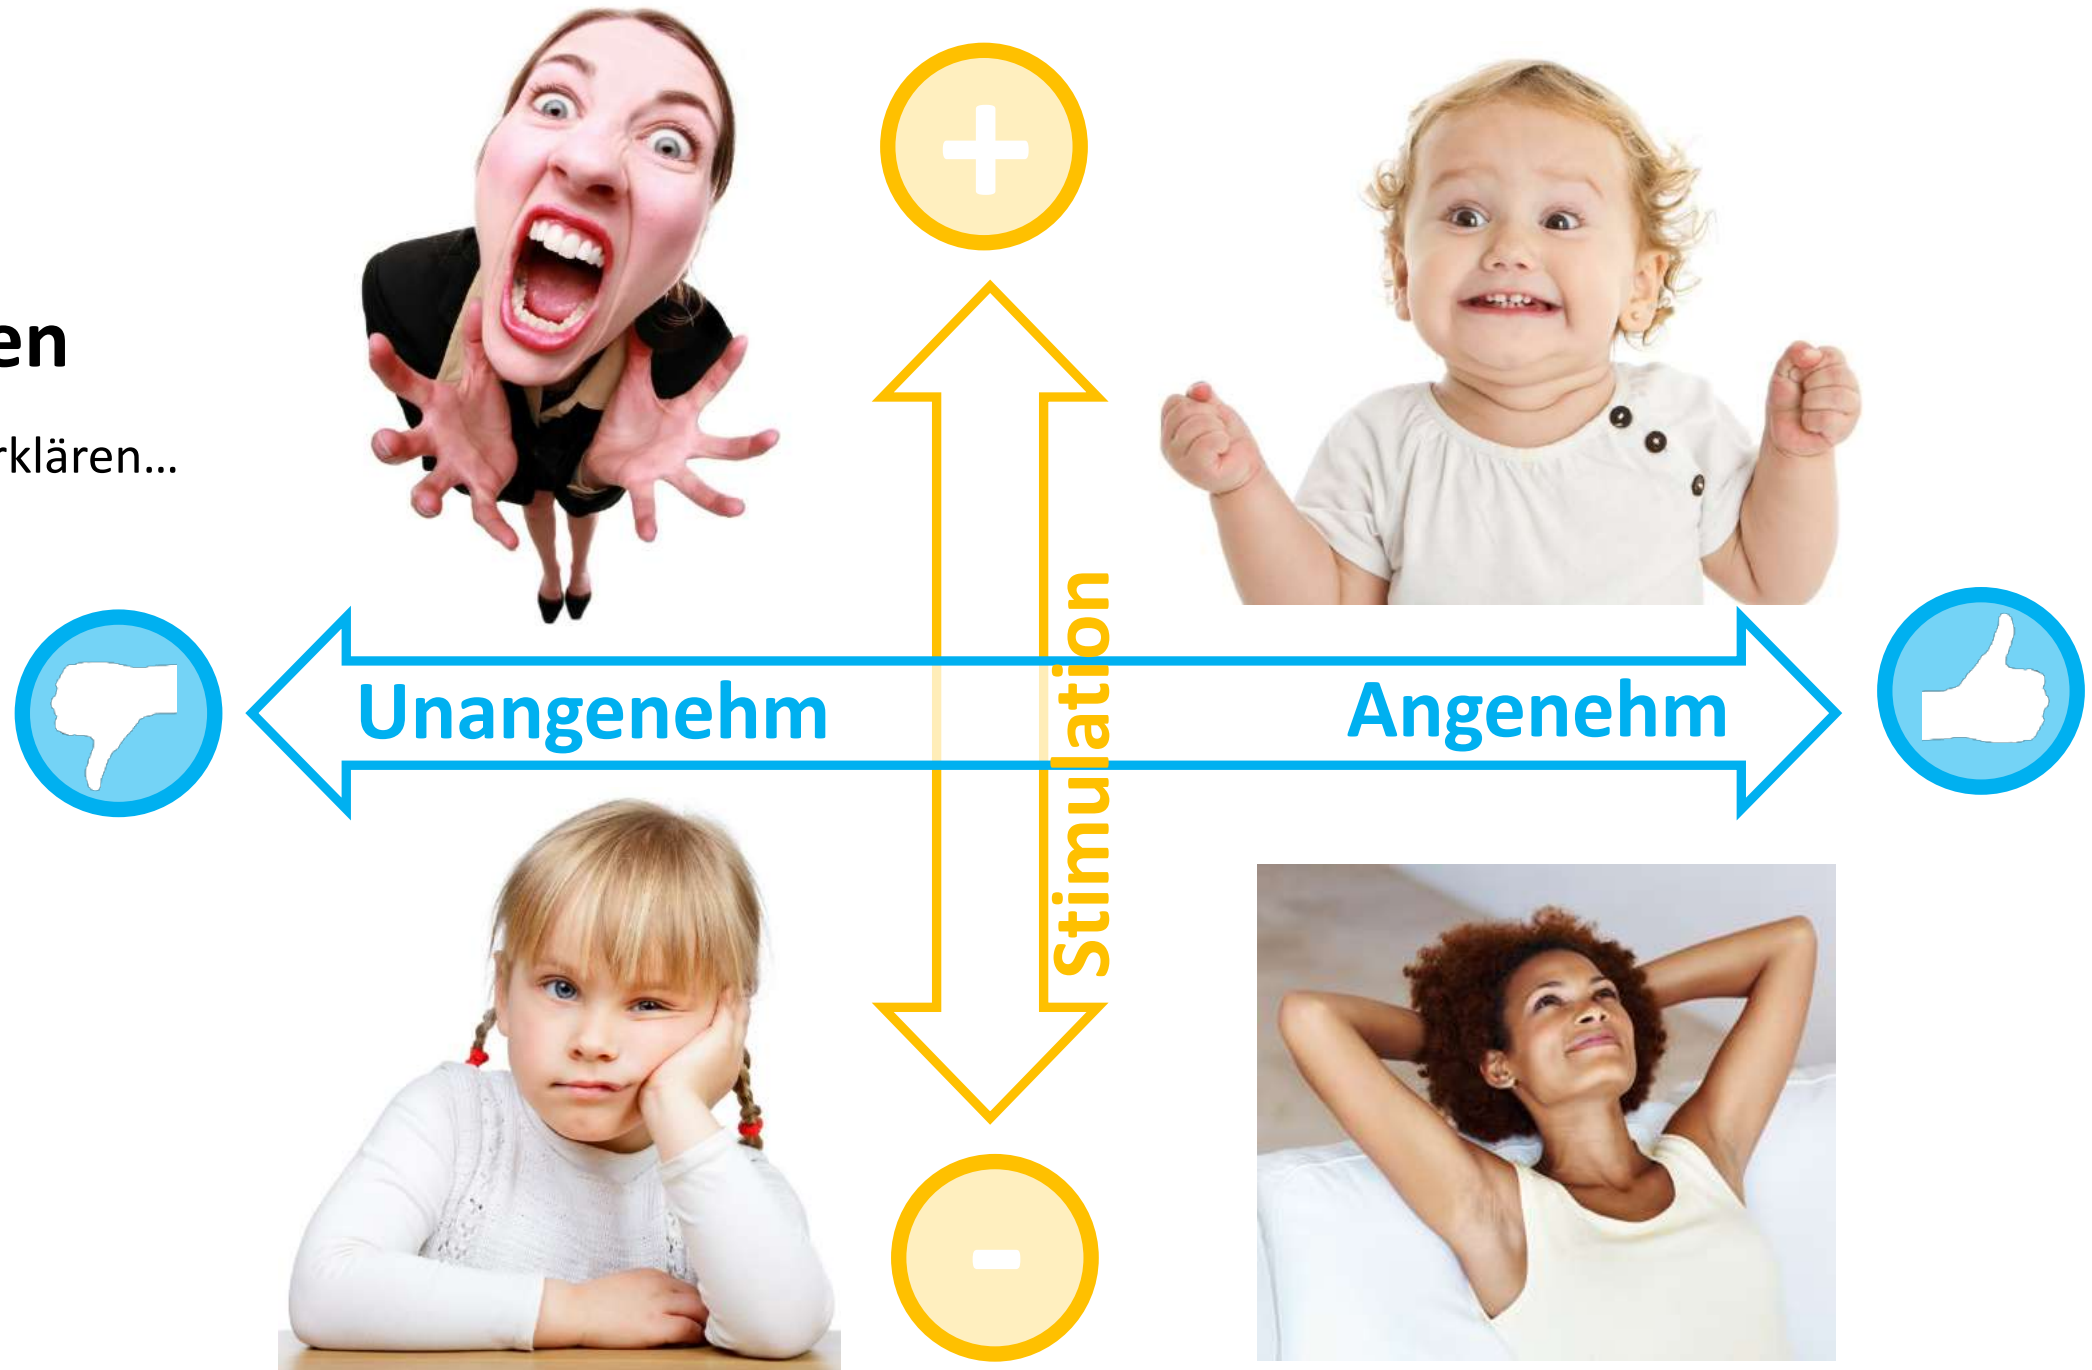 +
en
rklären...
Stimulation
Unangenehm
Angenehm
-